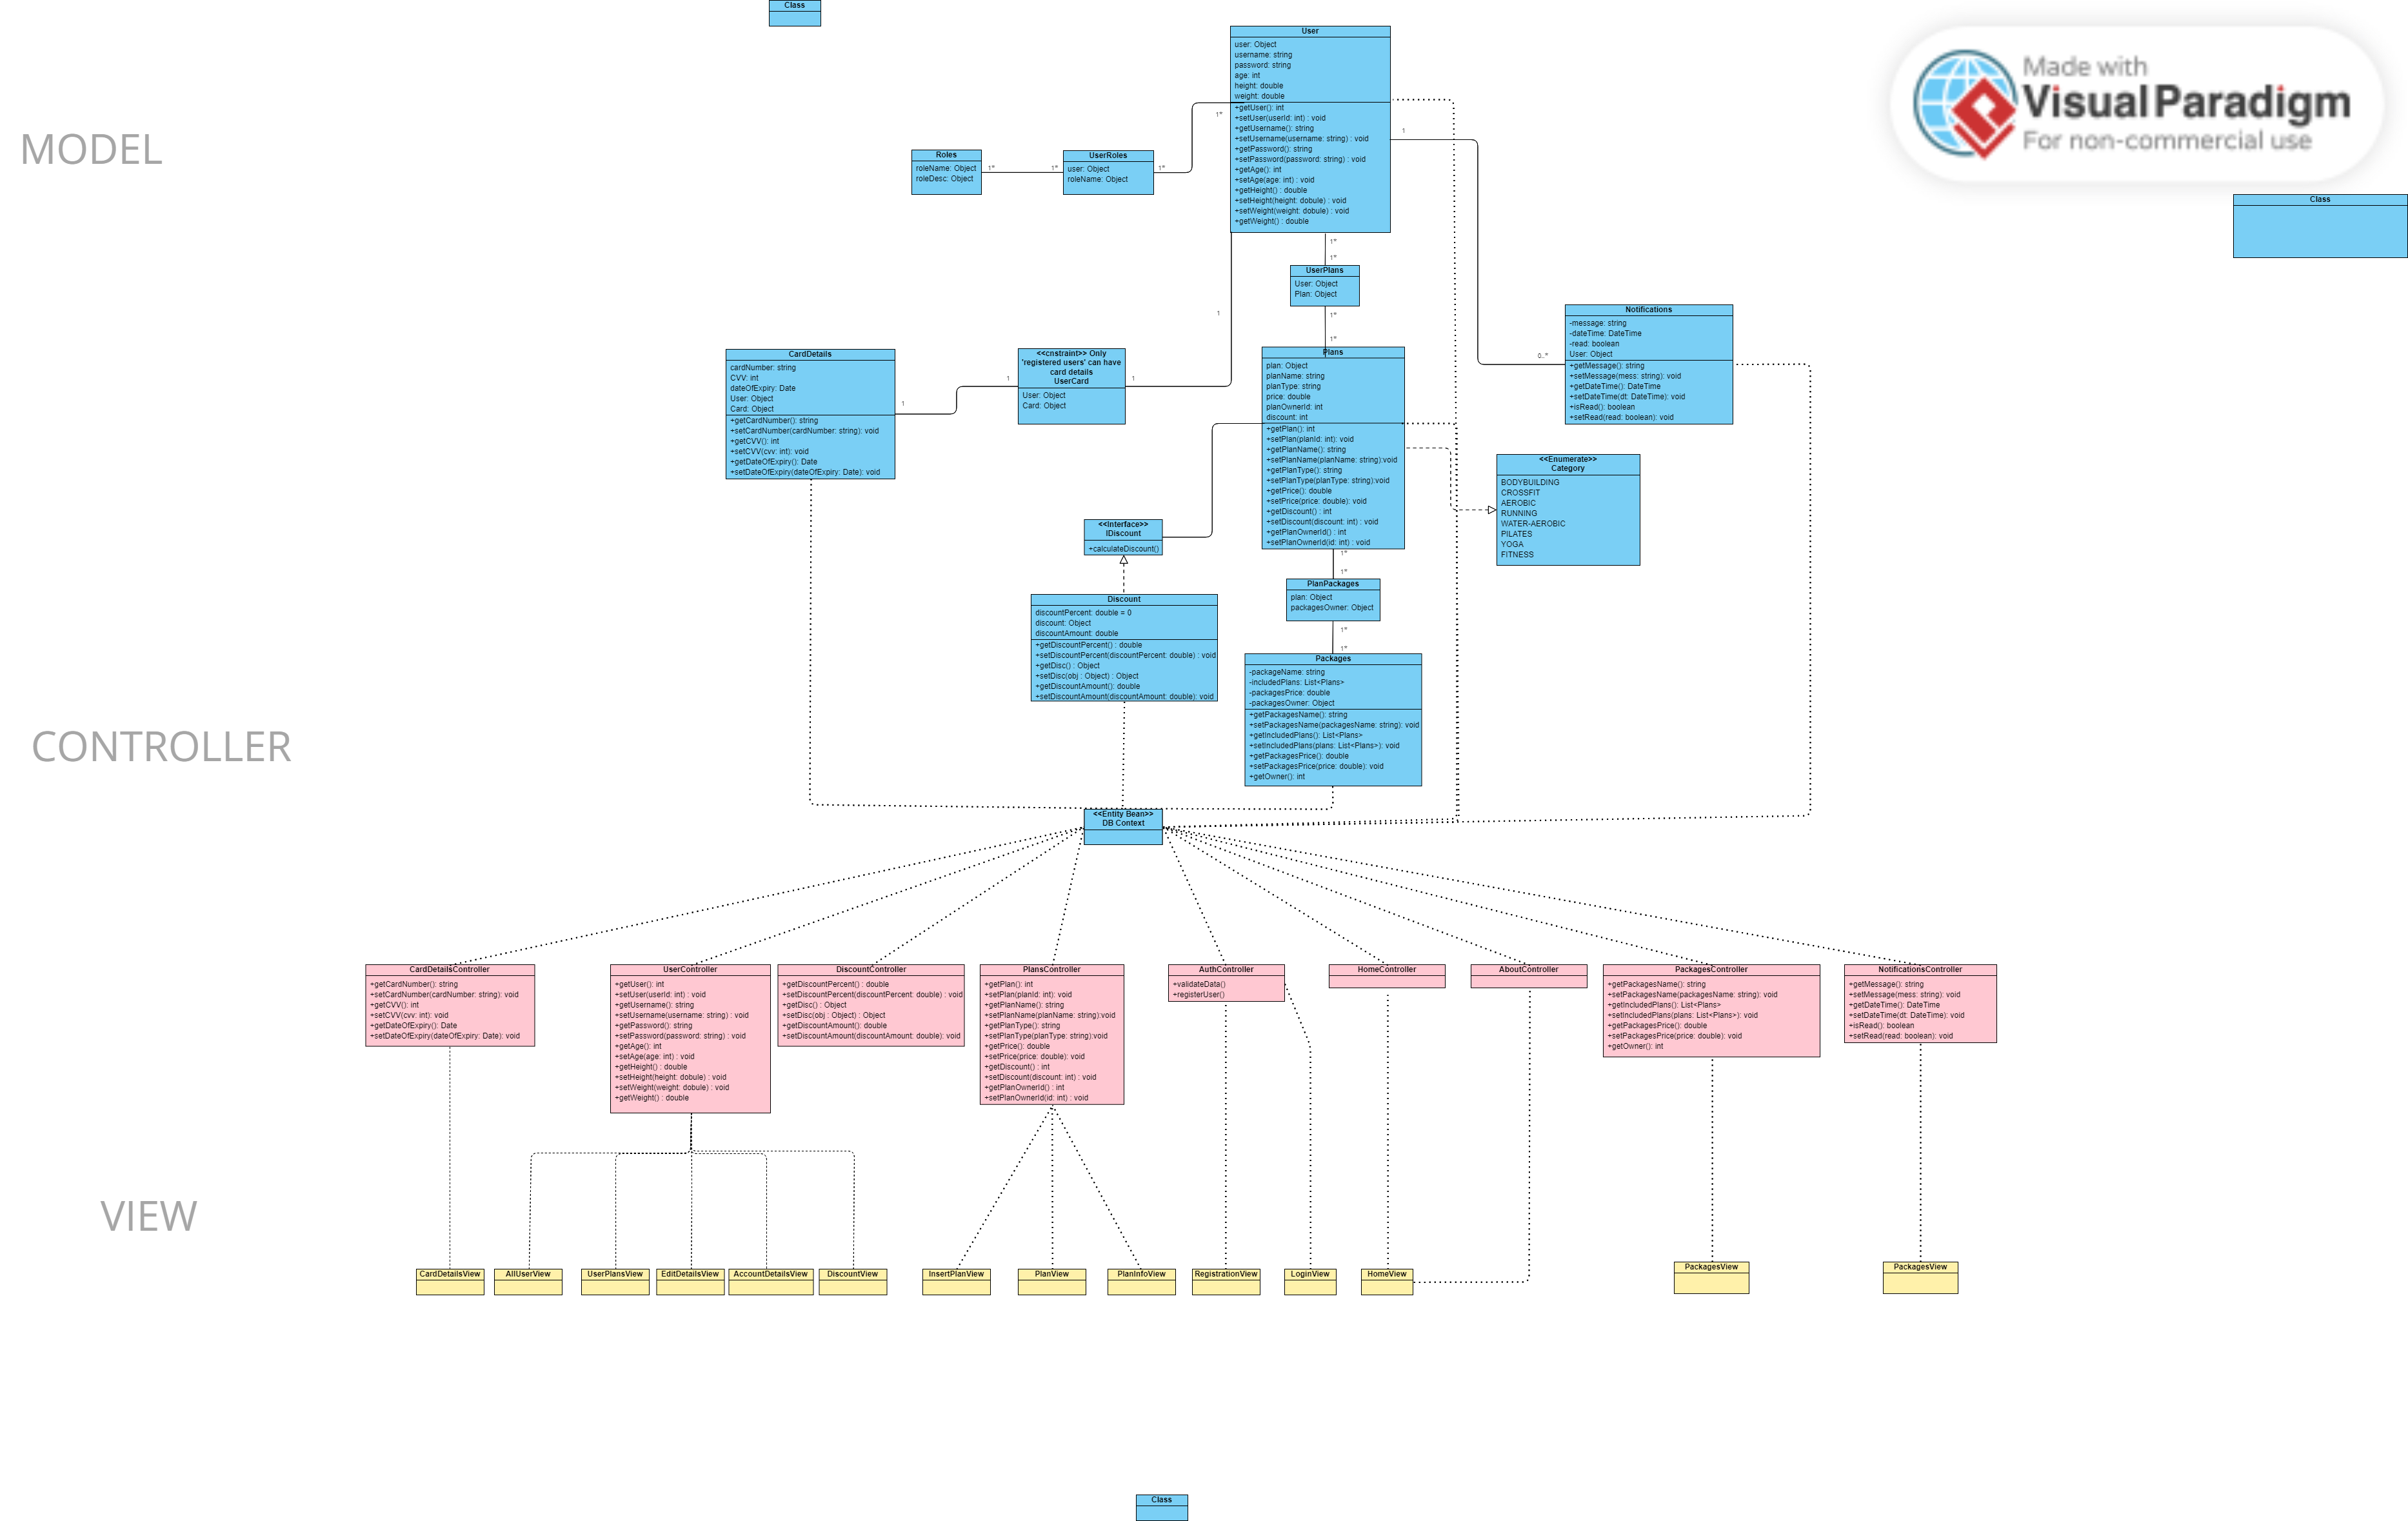 Class
Made with
Visual Paradigm
For non-commercial use
MODEL
User
user: Object
username: string
password: string
age: int
height: double
weight: double
+getUser(): int
+setUser(userId: int) : void
+getUsername(): string
+setUsername(username: string) : void
+getPassword(): string
+setPassword(password: string) : void
+getAge(): int
+setAge(age: int) : void
+getHeight() : double
+setHeight(height: dobule) : void
+setWeight(weight: dobule) : void
+getWeight() : double
1*
1
Roles
roleName: Object
roleDesc: Object
1*
1*
UserRoles
user: Object
roleName: Object
1*
Class
1*
1*
UserPlans
User: Object
Plan: Object
1
1*
1*
Notifications
-message: string
-dateTime: DateTime
-read: boolean
User: Object
+getMessage(): string
+setMessage(mess: string): void
+getDateTime(): DateTime
+setDateTime(dt: DateTime): void
+isRead(): boolean
+setRead(read: boolean): void
0..*
CardDetails
cardNumber: string
CVV: int
dateOfExpiry: Date
User: Object
Card: Object
+getCardNumber(): string
+setCardNumber(cardNumber: string): void
+getCVV(): int
+setCVV(cvv: int): void
+getDateOfExpiry(): Date
+setDateOfExpiry(dateOfExpiry: Date): void
1
1
<<cnstraint>> Only
'registered users' can have
card details
UserCard
User: Object
Card: Object
1
Plans
plan: Object
planName: string
planType: string
price: double
planOwnerId: int
discount: int
+getPlan(): int
+setPlan(planId: int): void
+getPlanName(): string
+setPlanName(planName: string):void
+getPlanType(): string
+setPlanType(planType: string):void
+getPrice(): double
+setPrice(price: double): void
+getDiscount() : int
+setDiscount(discount: int) : void
+getPlanOwnerId() : int
+setPlanOwnerId(id: int) : void
<<Enumerate>>
Category
BODYBUILDING
CROSSFIT
AEROBIC
RUNNING
WATER-AEROBIC
PILATES
YOGA
FITNESS
<<Interface>>
IDiscount
+calculateDiscount()
1*
1*
PlanPackages
plan: Object
packagesOwner: Object
1*
1*
Discount
discountPercent: double = 0
discount: Object
discountAmount: double
+getDiscountPercent() : double
+setDiscountPercent(discountPercent: double) : void
+getDisc() : Object
+setDisc(obj : Object) : Object
+getDiscountAmount(): double
+setDiscountAmount(discountAmount: double): void
Packages
-packageName: string
-includedPlans: List<Plans>
-packagesPrice: double
-packagesOwner: Object
+getPackagesName(): string
+setPackagesName(packagesName: string): void
+getIncludedPlans(): List<Plans>
+setIncludedPlans(plans: List<Plans>): void
+getPackagesPrice(): double
+setPackagesPrice(price: double): void
+getOwner(): int
CONTROLLER
<<Entity Bean>>
DB Context
CardDetailsController
+getCardNumber(): string
+setCardNumber(cardNumber: string): void
+getCVV(): int
+setCVV(cvv: int): void
+getDateOfExpiry(): Date
+setDateOfExpiry(dateOfExpiry: Date): void
UserController
+getUser(): int
+setUser(userId: int) : void
+getUsername(): string
+setUsername(username: string) : void
+getPassword(): string
+setPassword(password: string) : void
+getAge(): int
+setAge(age: int) : void
+getHeight() : double
+setHeight(height: dobule) : void
+setWeight(weight: dobule) : void
+getWeight() : double
DiscountController
+getDiscountPercent() : double
+setDiscountPercent(discountPercent: double) : void
+getDisc() : Object
+setDisc(obj : Object) : Object
+getDiscountAmount(): double
+setDiscountAmount(discountAmount: double): void
PlansController
+getPlan(): int
+setPlan(planId: int): void
+getPlanName(): string
+setPlanName(planName: string):void
+getPlanType(): string
+setPlanType(planType: string):void
+getPrice(): double
+setPrice(price: double): void
+getDiscount() : int
+setDiscount(discount: int) : void
+getPlanOwnerId() : int
+setPlanOwnerId(id: int) : void
AuthController
+validateData()
+registerUser()
HomeController
AboutController
PackagesController
+getPackagesName(): string
+setPackagesName(packagesName: string): void
+getIncludedPlans(): List<Plans>
+setIncludedPlans(plans: List<Plans>): void
+getPackagesPrice(): double
+setPackagesPrice(price: double): void
+getOwner(): int
NotificationsController
+getMessage(): string
+setMessage(mess: string): void
+getDateTime(): DateTime
+setDateTime(dt: DateTime): void
+isRead(): boolean
+setRead(read: boolean): void
VIEW
CardDetailsView
AllUserView
UserPlansView
EditDetailsView
AccountDetailsView
DiscountView
InsertPlanView
PlanView
PlanInfoView
RegistrationView
LoginView
HomeView
PackagesView
PackagesView
Class